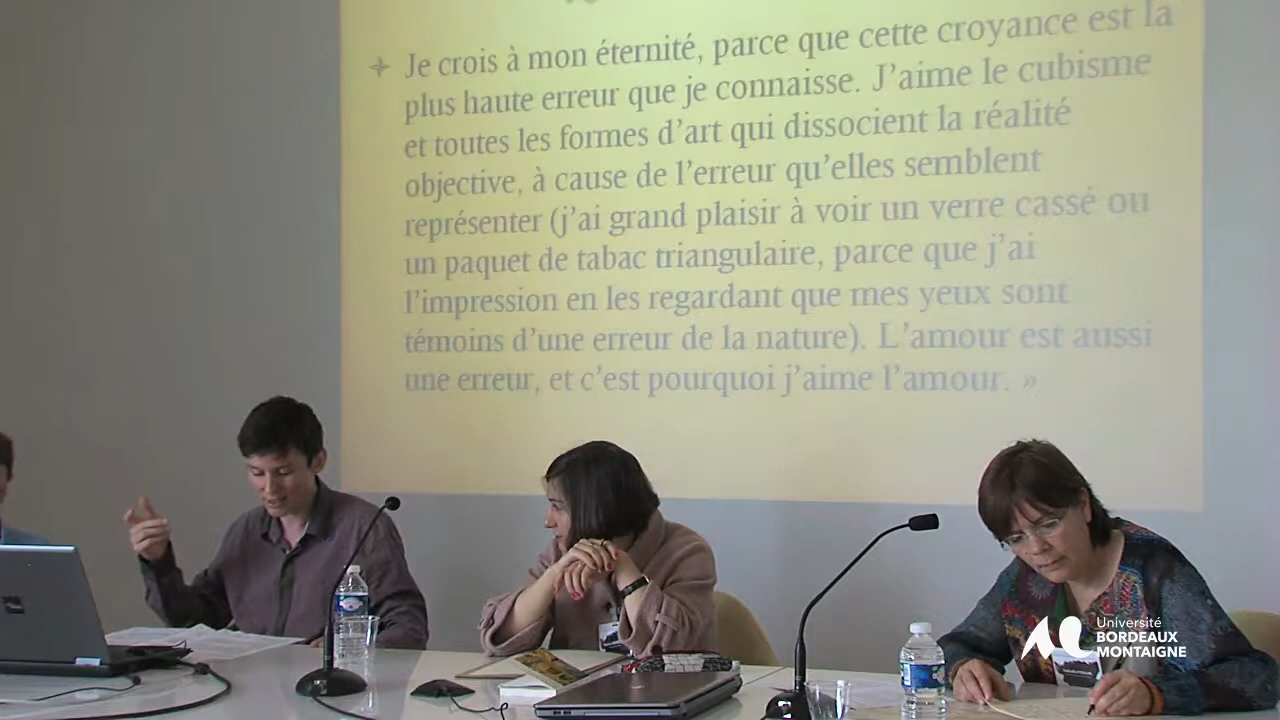 Je crois à mon éternité, parce que cette croyance est la
plus haute erreur que je connaisse. J'aime le cubisme
et toutes les formes d'art qui dissocient la réalité
objective, à cause de l'erreur qu'elles semblent
représenter (j'ai grand plaisir à voir un verre cassé ou
un paquet de tabac triangulaire, parce que j'ai
l'impression en les regardant que mes yeux sont
témoins d'une erreur de la nature). L'amour est aussi
une erreur, et c'est pourquoi j'aime l'amour. »
Université
BORDEAUX
MONTAIGNE